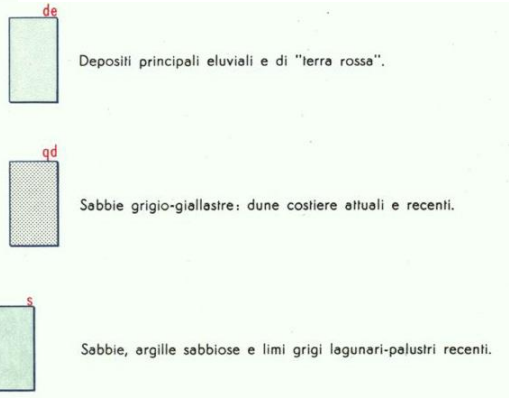 de
Depositi principali eluviali e di "terra rossa".
qd
Sabbie grigio-giallastre: dune costiere attuali e recenti.
s
Sabbie, argille sabbiose e limi grigi lagunari-palustri recenti.